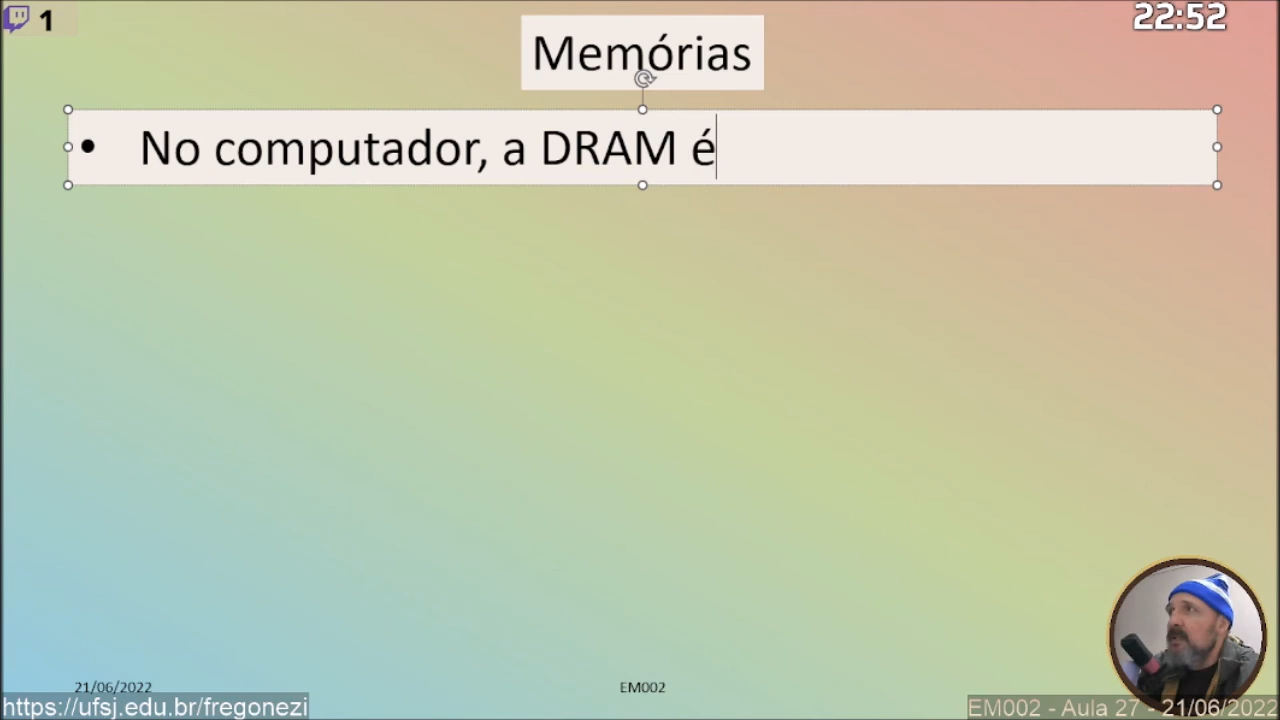 1
22:52
Memórias
• No computador, a DRAM é
21/06/2022
EM002
https://ufsj.edu.br/fregonezi
EM002 - Aula 27 - 21/06/2022